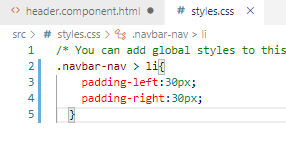 header.component.html
styles.css
src > styles.css > .navbar-nav > li
1 /* You can add global styles to this
2 .navbar-nav > li{
3 padding-left:30px;
4 padding-right:30px;
5 }